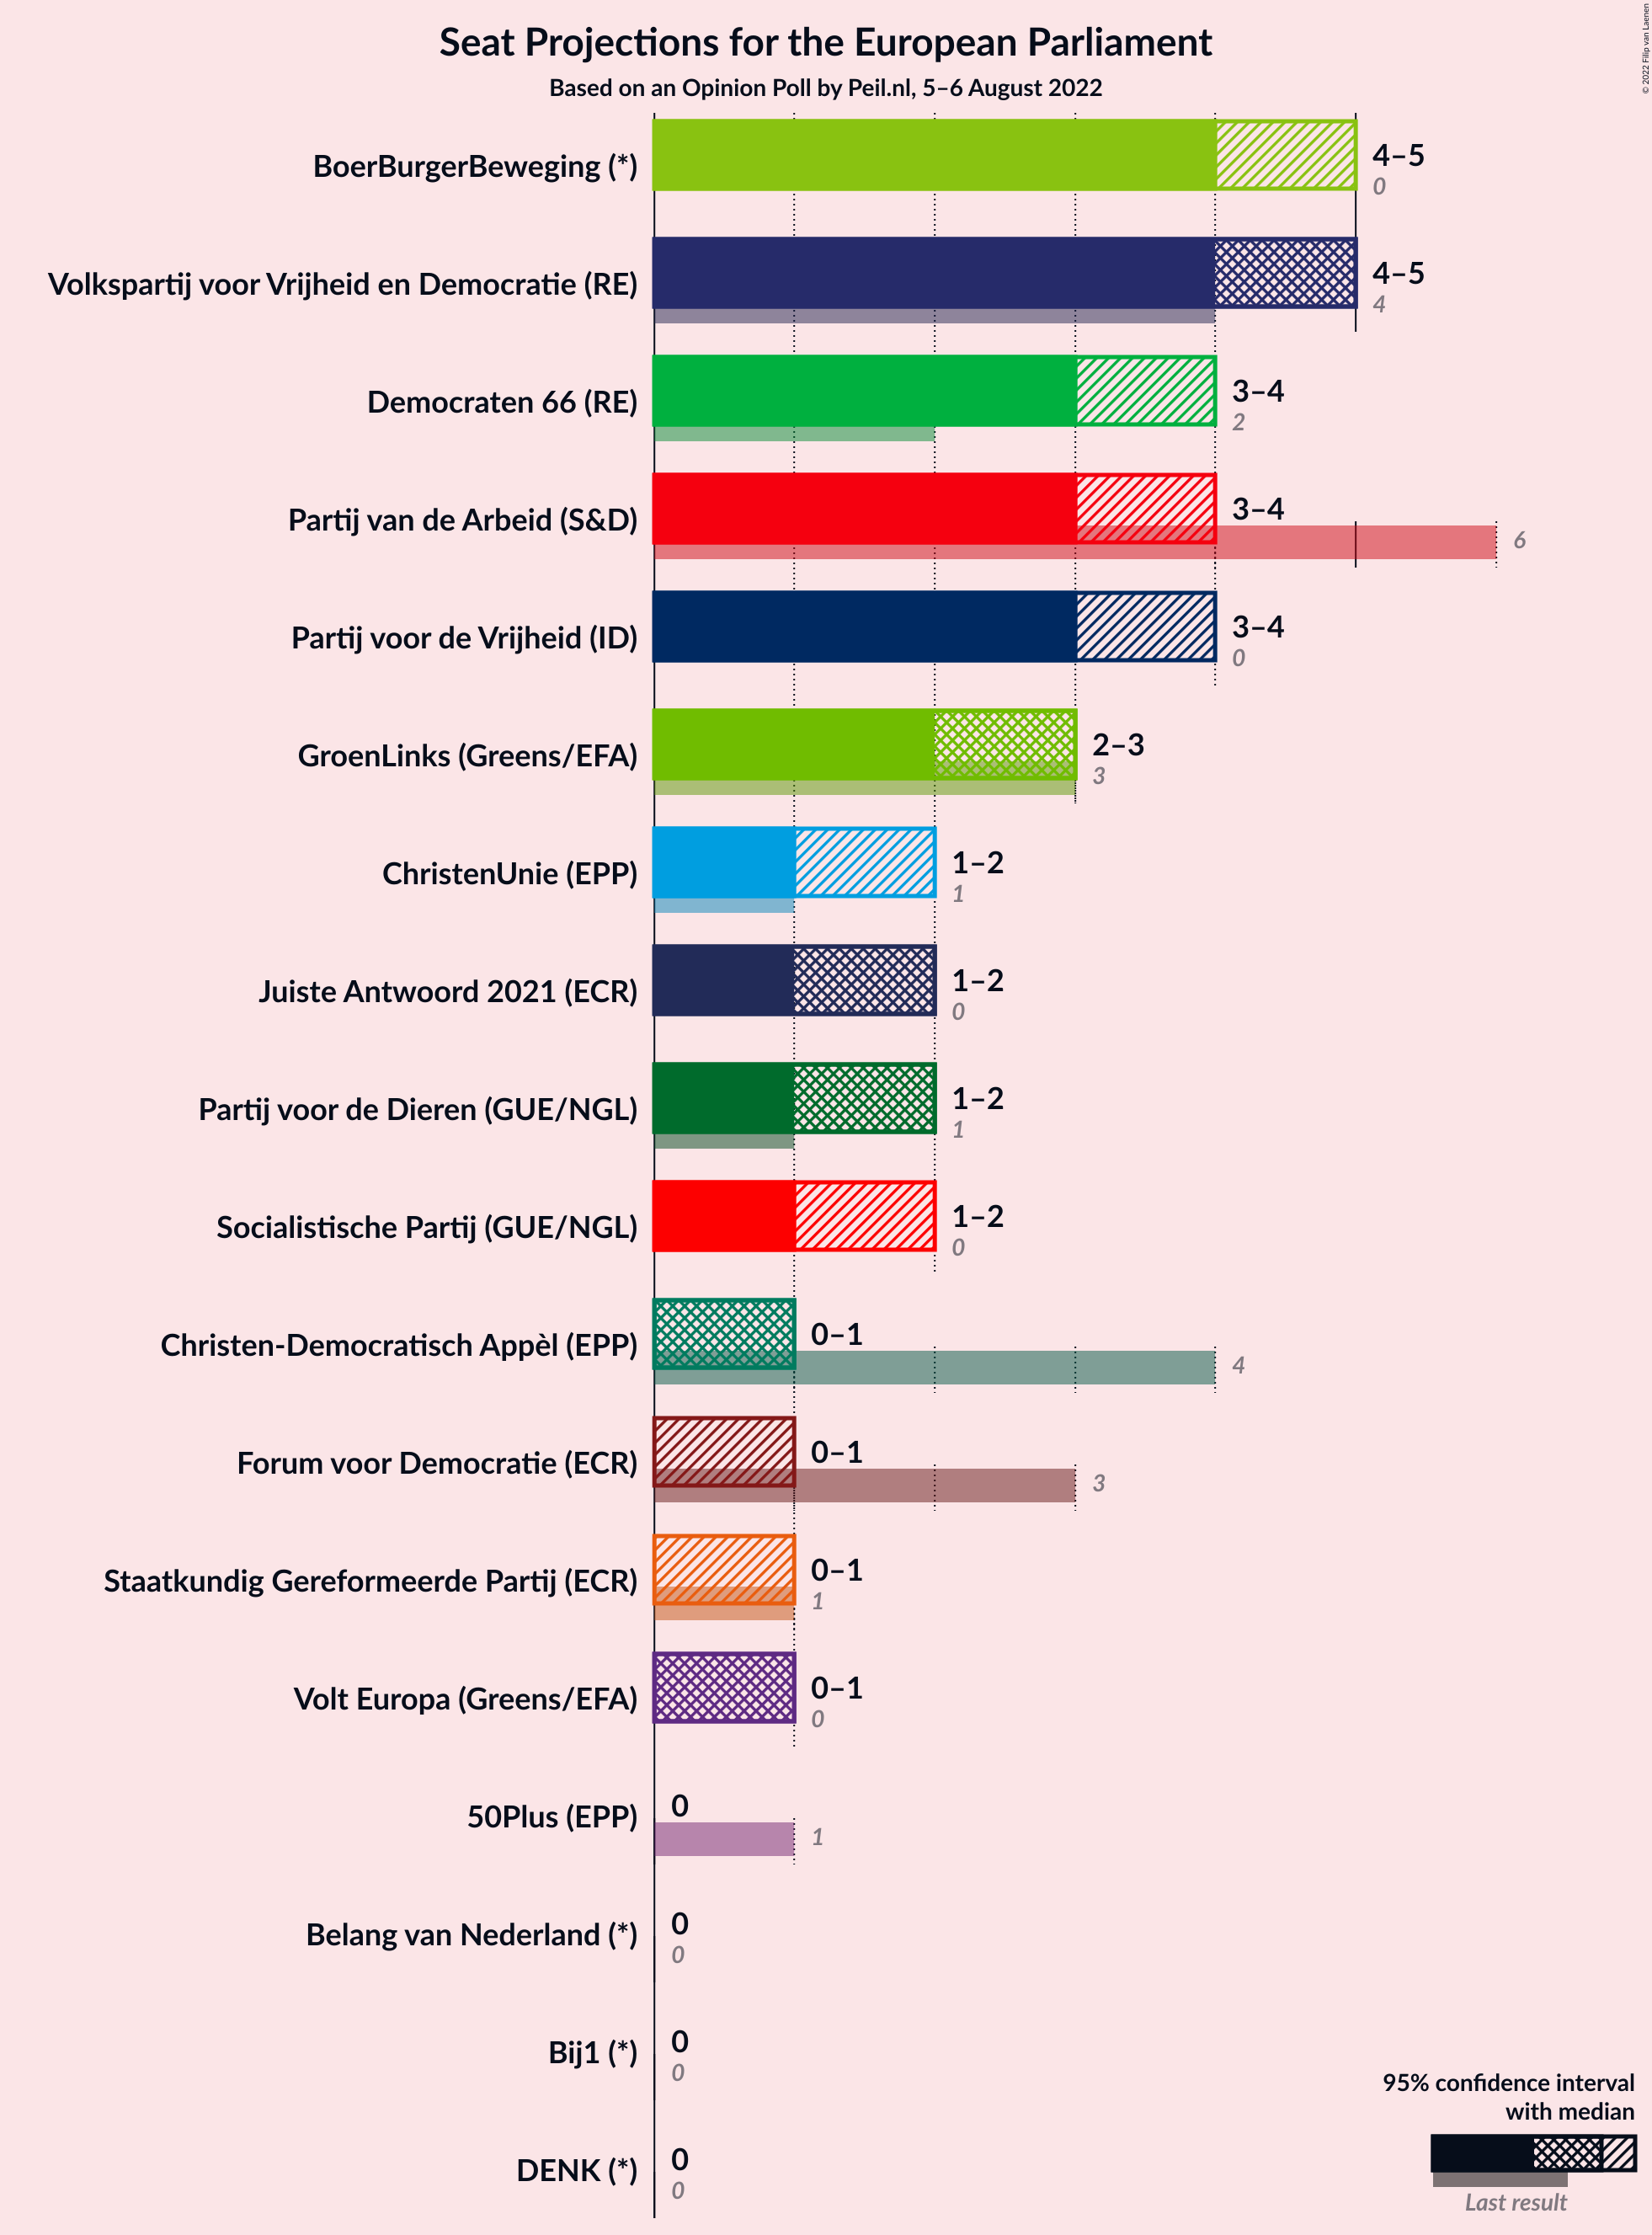 Seat Projections for the European Parliament
Based on an Opinion Poll by Peil.nl, 5–6 August 2022
© 2022 Filip van Laenen
BoerBurgerBeweging (*)
4–5
0
Volkspartij voor Vrijheid en Democratie (RE)
4–5
4
Democraten 66 (RE)
3–4
2
Partij van de Arbeid (S&D)
3–4
6
Partij voor de Vrijheid (ID)
3–4
0
GroenLinks (Greens/EFA)
2–3
3
ChristenUnie (EPP)
1–2
1
Juiste Antwoord 2021 (ECR)
1–2
0
Partij voor de Dieren (GUE/NGL)
1–2
1
Socialistische Partij (GUE/NGL)
1–2
0
Christen-Democratisch Appèl (EPP)
0–1
4
Forum voor Democratie (ECR)
0–1
3
Staatkundig Gereformeerde Partij (ECR)
0–1
1
Volt Europa (Greens/EFA)
0–1
0
50Plus (EPP)
0
1
Belang van Nederland (*)
0
0
Bij1 (*)
0
0
DENK (*)
0
0
95% confidence interval
with median
Last result